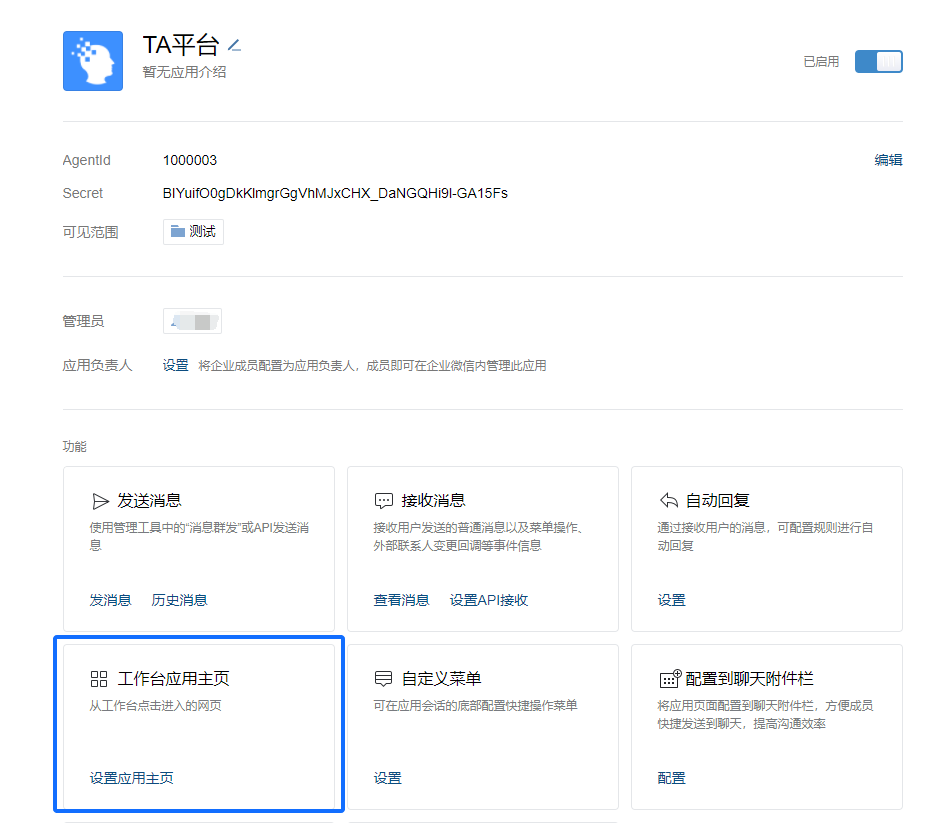 TA平台
暂无应用介绍
已启用
AgentId 1000003 编辑
Secret BIYuifO0gDkKlmgrGgVhMJxCHX_DaNGQHi9I-GA15Fs
可见范围 测试
管理员
应用负责人 设置 将企业成员配置为应用负责人，成员即可在企业微信内管理此应用
功能
发送消息
使用管理工具中的“消息群发”或API发送消
息
发消息 历史消息
接收消息
接收用户发送的普通消息以及菜单操作、
外部联系人变更回调等事件信息
查看消息 设置API接收
自动回复
通过接收用户的消息，可配置规则进行自
动回复
设置
工作台应用主页
从工作台点击进入的网页
设置应用主页
自定义菜单
可在应用会话的底部配置快捷操作菜单
设置
配置到聊天附件栏
将应用页面配置到聊天附件栏，方便成员
快捷发送到聊天，提高沟通效率
配置